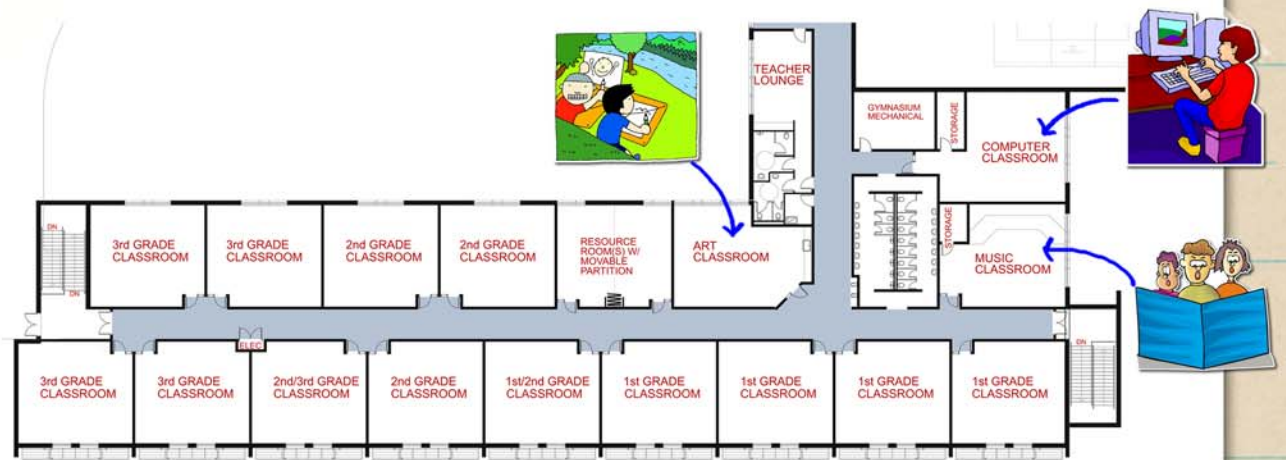 TEACHER
LOUNGE
GYMNASIUM
MECHANICAL
STORAGE
COMPUTER
CLASSROOM
DN
DN
3rd GRADE
CLASSROOM
3rd GRADE
CLASSROOM
2nd GRADE
CLASSROOM
2nd GRADE
CLASSROOM
RESOURCE
ROOM(S) W/
MOVABLE
PARTITION
ART
CLASSROOM
STORAGE
MUSIC
CLASSROOM
ELEC
DN
3rd GRADE
CLASSROOM
3rd GRADE
CLASSROOM
2nd/3rd GRADE
CLASSROOM
2nd GRADE
CLASSROOM
1st/2nd GRADE
CLASSROOM
1st GRADE
CLASSROOM
1st GRADE
CLASSROOM
1st GRADE
CLASSROOM
1st GRADE
CLASSROOM